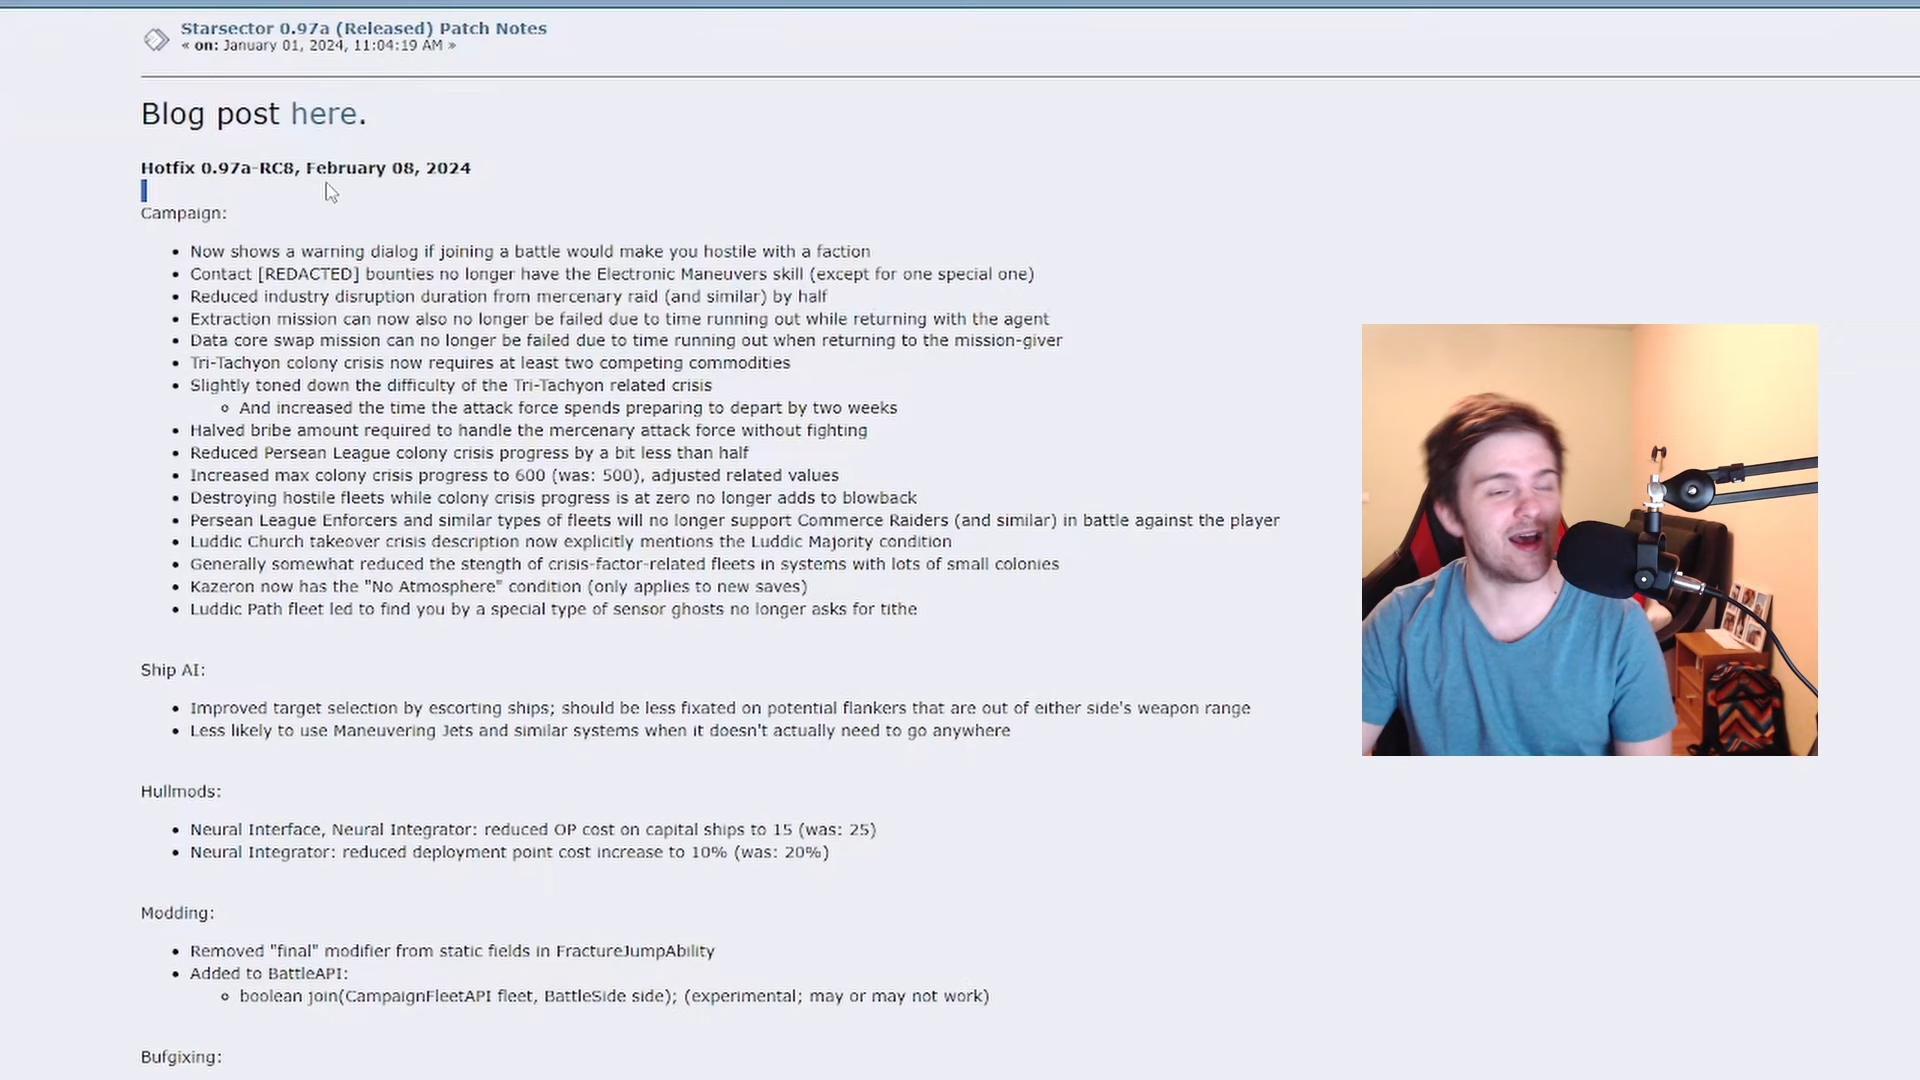 Starsector 0.97a (Released) Patch Notes
« on: January 01, 2024, 11:04:19 AM »
Blog post here.
Hotfix 0.97a-RC8, February 08, 2024
Campaign:
Now shows a warning dialog if joining a battle would make you hostile with a faction
Contact [REDACTED] bounties no longer have the Electronic Maneuvers skill (except for one special one)
Reduced industry disruption duration from mercenary raid (and similar) by half
Extraction mission can now also no longer be failed due to time running out while returning with the agent
Data core swap mission can no longer be failed due to time running out when returning to the mission-giver
Tri-Tachyon colony crisis now requires at least two competing commodities
Slightly toned down the difficulty of the Tri-Tachyon related crisis
And increased the time the attack force spends preparing to depart by two weeks
Halved bribe amount required to handle the mercenary attack force without fighting
Reduced Persean League colony crisis progress by a bit less than half
Increased max colony crisis progress to 600 (was: 500), adjusted related values
Destroying hostile fleets while colony crisis progress is at zero no longer adds to blowback
Persean League Enforcers and similar types of fleets will no longer support Commerce Raiders (and similar) in battle against the player
Luddic Church takeover crisis description now explicitly mentions the Luddic Majority condition
Generally somewhat reduced the stength of crisis-factor-related fleets in systems with lots of small colonies
Kazeron now has the "No Atmosphere" condition (only applies to new saves)
Luddic Path fleet led to find you by a special type of sensor ghosts no longer asks for tithe
Ship AI:
Improved target selection by escorting ships; should be less fixated on potential flankers that are out of either side's weapon range
Less likely to use Maneuvering Jets and similar systems when it doesn't actually need to go anywhere
Hullmods:
Neural Interface, Neural Integrator: reduced OP cost on capital ships to 15 (was: 25)
Neural Integrator: reduced deployment point cost increase to 10% (was: 20%)
Modding:
Removed "final" modifier from static fields in FractureJumpAbility
Added to BattleAPI:
boolean join(CampaignFleetAPI fleet, BattleSide side); (experimental; may or may not work)
Bufgixing: